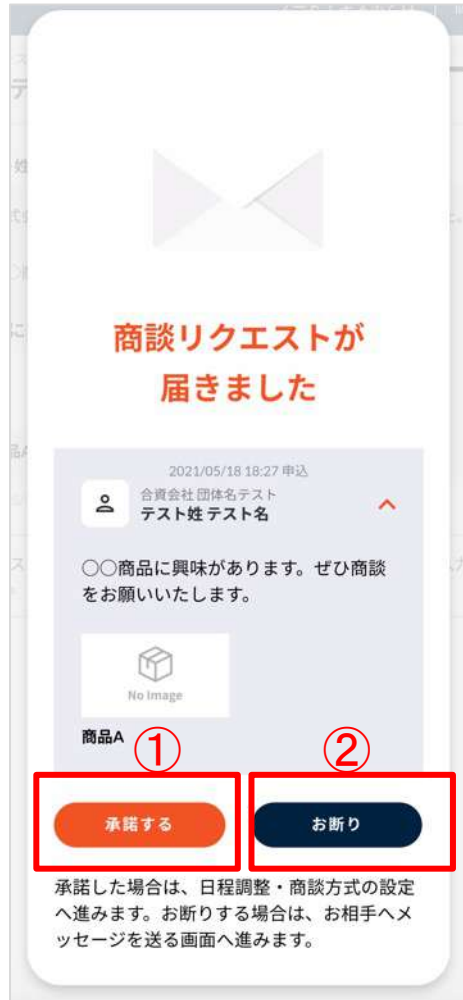 商談リクエストが
届きました
2021/05/18 18:27 申込
合資会社 団体名テスト
テスト姓 テスト名
○○商品に興味があります。ぜひ商談
をお願いいたします。
No Image
商品A
① ②
承諾する お断り
承諾した場合は、日程調整・商談方式の設定
へ進みます。お断りする場合は、お相手へメ
ッセージを送る画面へ進みます。